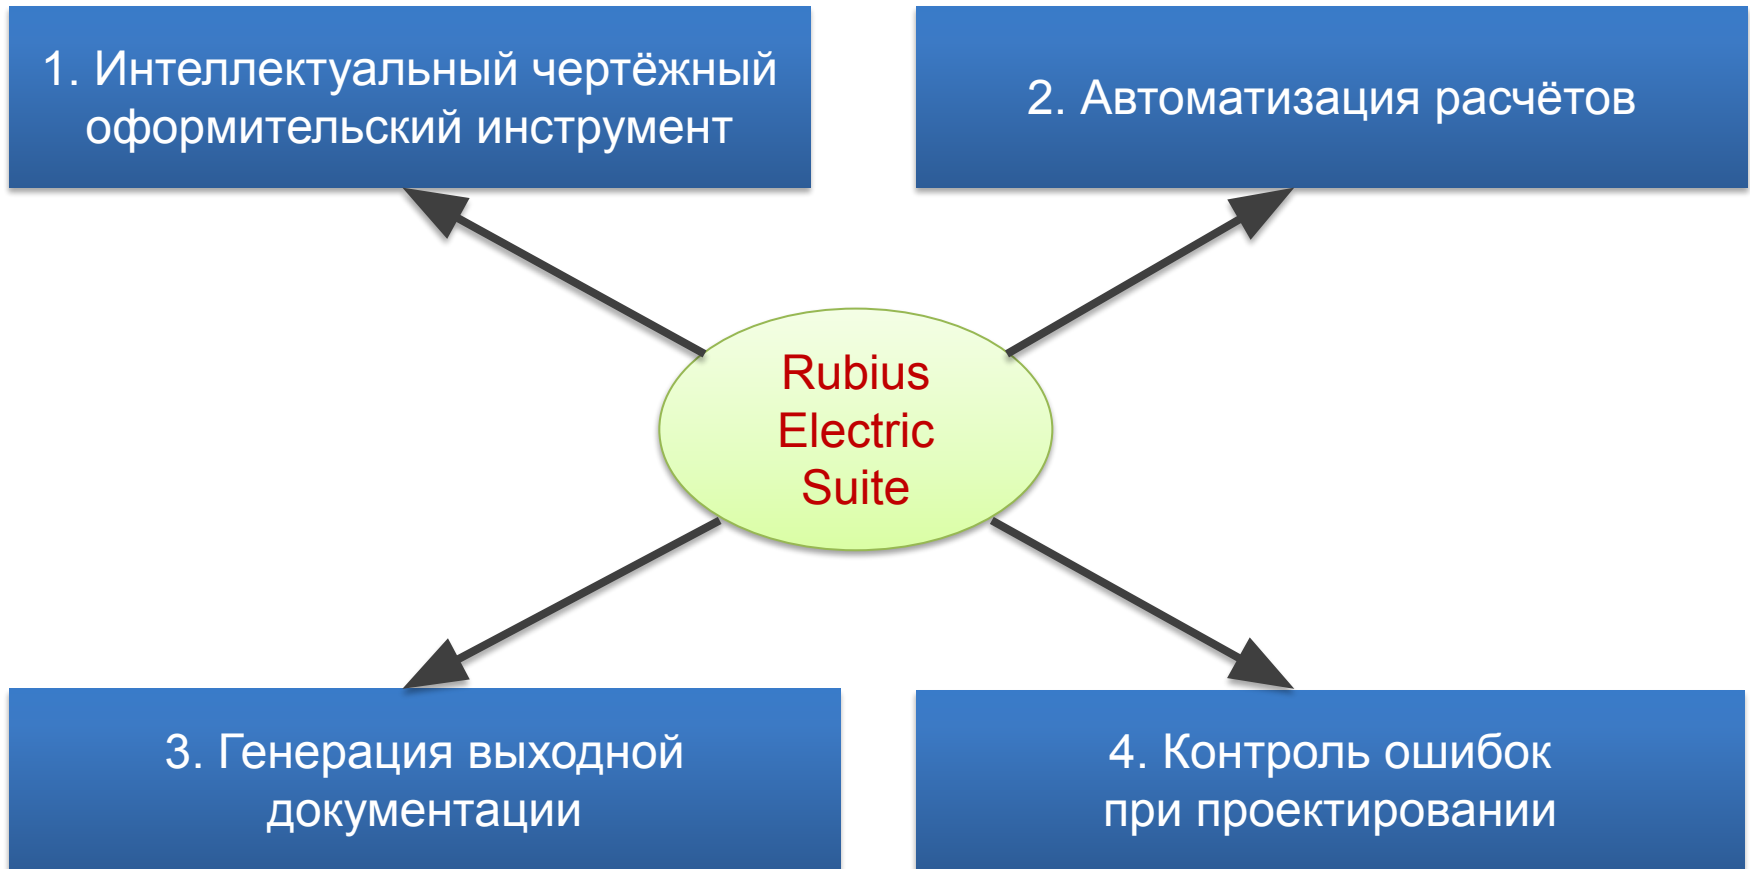 1. Интеллектуальный чертёжный
оформительский инструмент
2. Автоматизация расчётов
Rubius
Electric
Suite
3. Генерация выходной
документации
4. Контроль ошибок
при проектировании